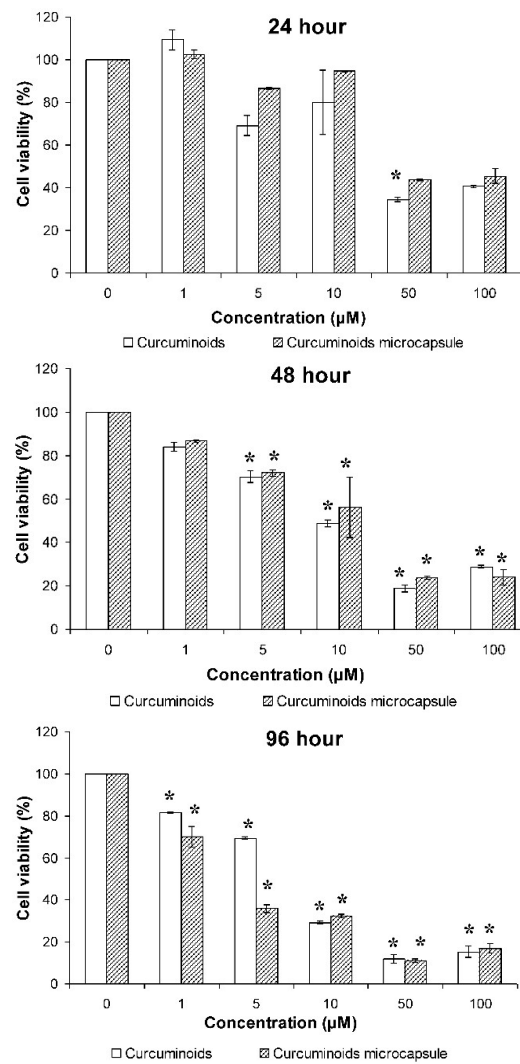 24 hour
Cell viability (%)
120
100
80
60
40
20
0
*
0 1 5 10 50 100
Concentration (µM)
Curcuminoids Curcuminoids microcapsule
48 hour
Cell viability (%)
120
100
80
60
40
20
0
* * * * * * * *
0 1 5 10 50 100
Concentration (µM)
Curcuminoids Curcuminoids microcapsule
96 hour
Cell viability (%)
120
100
80
60
40
20
0
* * * * * * * * * *
0 1 5 10 50 100
Concentration (µM)
Curcuminoids Curcuminoids microcapsule